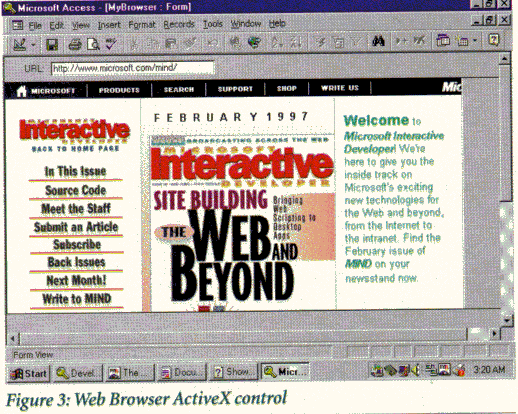 Microsoft Access - [MyBrowser : Form]
File Edit View Insert Format Records Tools Window Help
URL: http://www.microsoft.com/mind/
MICROSOFT PRODUCTS SEARCH SUPPORT SHOP WRITE US Mic
MICROSOFT
Interactive
DEVELOPER
BACK TO HOME PAGE
In This Issue
Source Code
Meet the Staff
Submit an Article
Subscribe
Back Issues
Next Month!
Write to MIND
FEBRUARY 1997
BROADCASTING ACROSS THE WEB
MICROSOFT
Interactive
DEVELOPER
SITE BUILDING
THE WEB AND
BEYOND
Bringing
Web
Scripting to
Desktop
Apps
Welcome to
Microsoft Interactive
Developer! We're
here to give you the
inside track on
Microsoft's exciting
new technologies for
the Web and beyond,
from the Internet to
the intranet. Find the
February issue of
MIND on your
newsstand now.
Form View
Start Devel... The ... Docu... Show... Micr... 3:20 AM
Figure 3: Web Browser ActiveX control